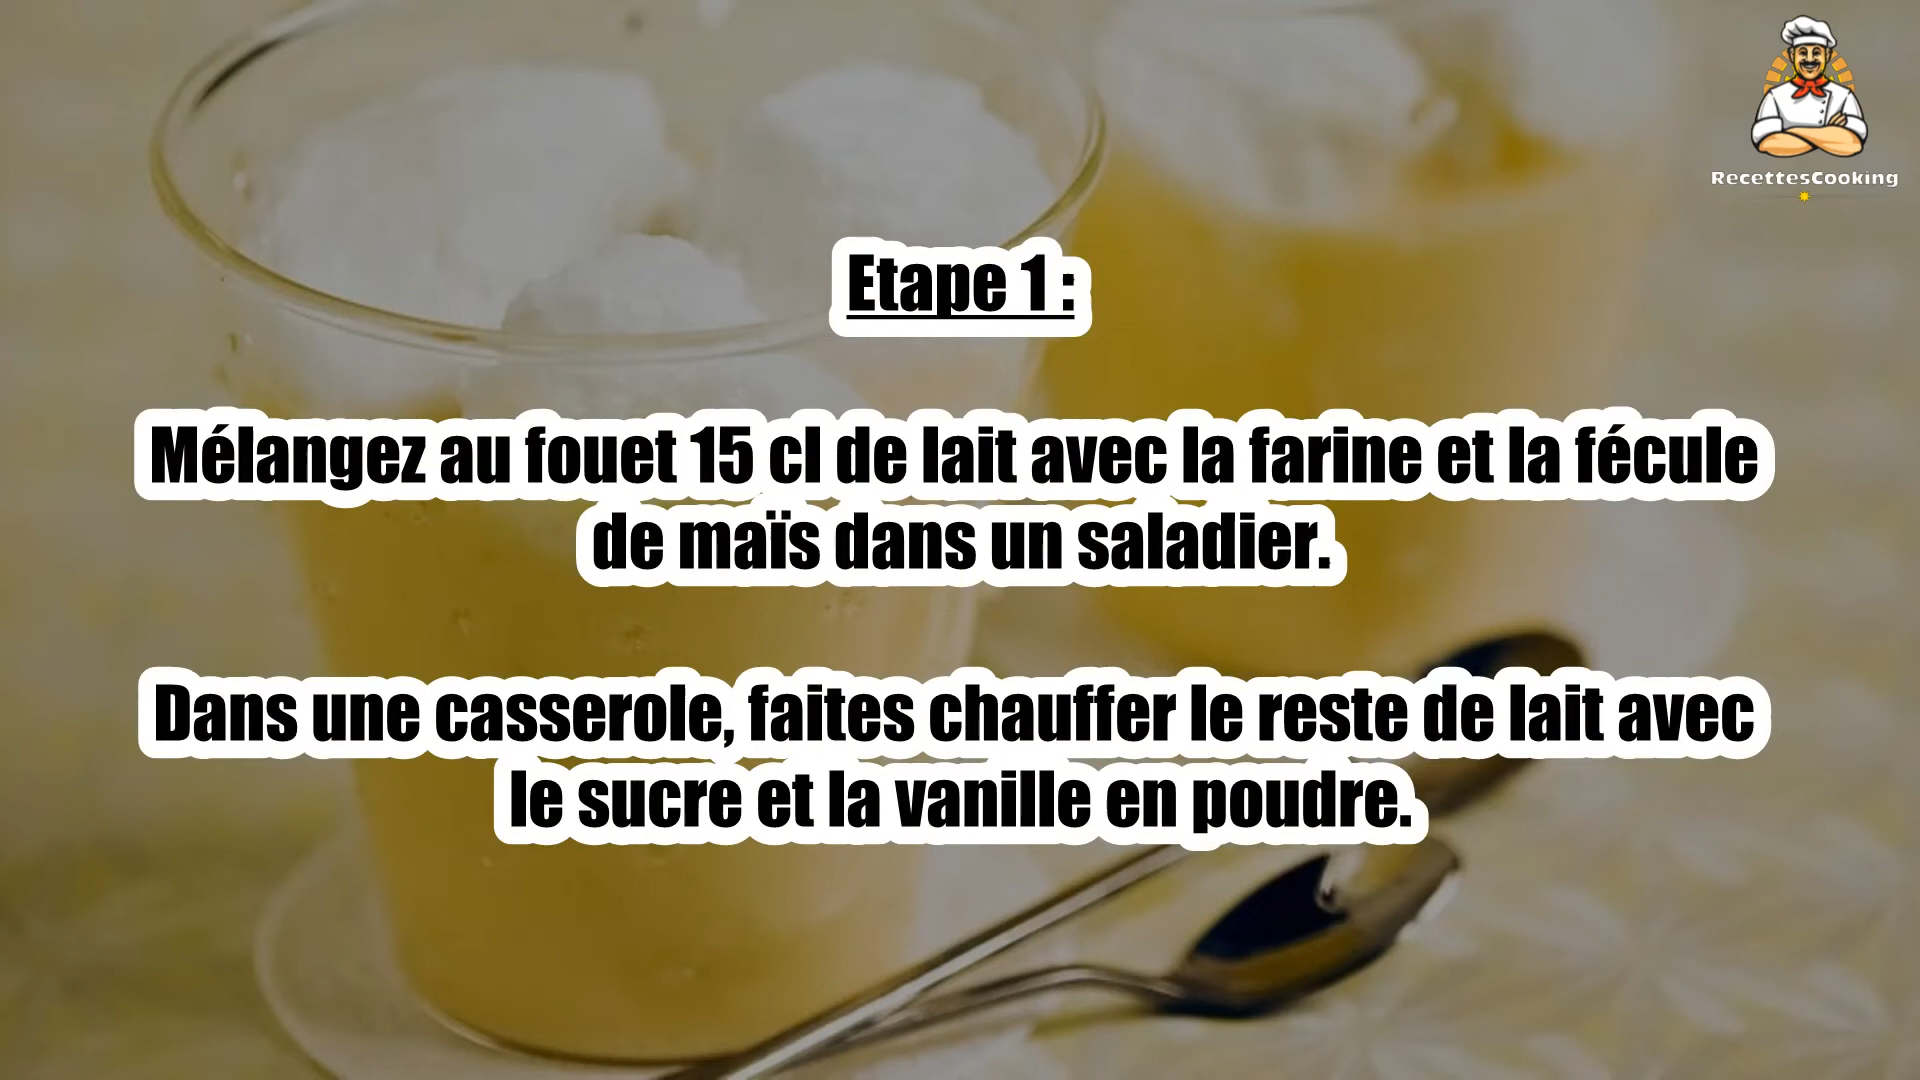 RecettesCooking
Etape 1 :
Mélangez au fouet 15 cl de lait avec la farine et la fécule
de maïs dans un saladier.
Dans une casserole, faites chauffer le reste de lait avec
le sucre et la vanille en poudre.